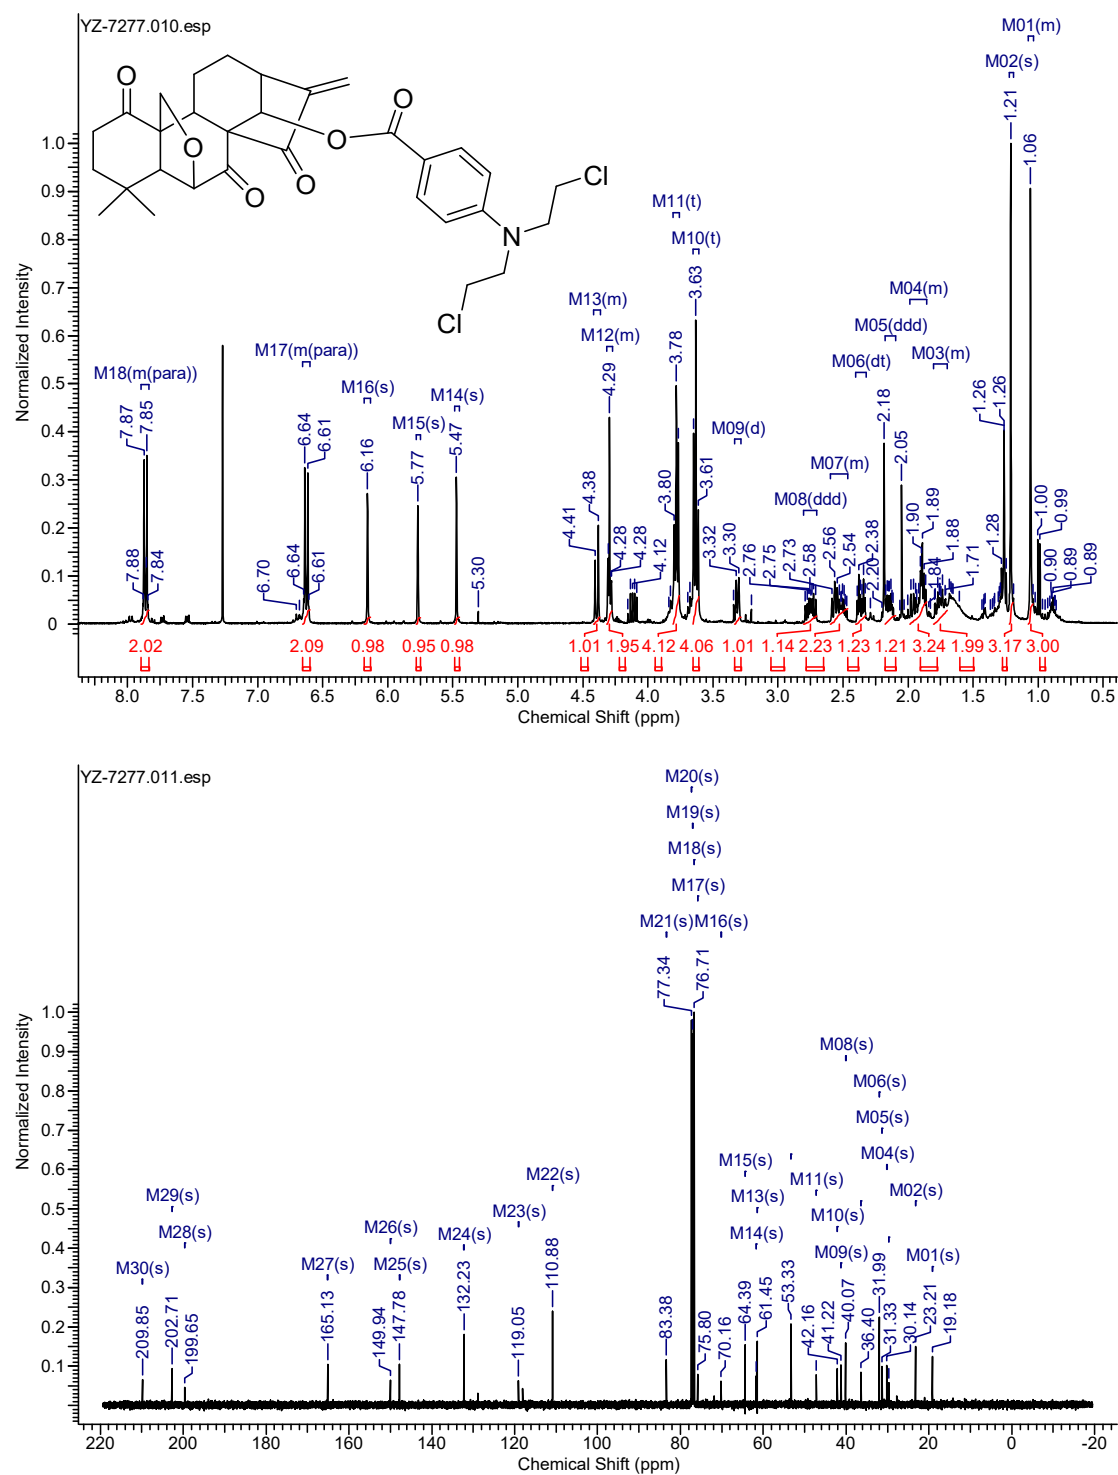 YZ-7277.010.esp
M01(m)
M02(s)
1.21
1.06
O
O
O
O
O
O
O
N
Cl
Cl
M11(t)
M10(t)
3.63
3.78
M13(m)
M12(m)
4.29
M04(m)
M05(ddd)
M03(m)
M06(dt)
M18(m(para))
M17(m(para))
M16(s)
M15(s)
M14(s)
M09(d)
M07(m)
M08(ddd)
7.87
7.85
7.88
7.84
6.70
6.64
6.64
6.61
6.61
6.16
5.77
5.47
5.30
4.41
4.38
4.28
4.28
4.12
3.80
3.61
3.32
3.30
2.76
2.75
2.73
2.58
2.56
2.54
2.38
2.20
2.18
2.05
1.90
1.89
1.88
1.84
1.71
1.28
1.26
1.26
1.00
0.99
0.90
0.89
0.89
Normalized Intensity
1.0
0.9
0.8
0.7
0.6
0.5
0.4
0.3
0.2
0.1
0
2.02 2.09 0.98 0.95 0.98 1.01 1.95 4.12 4.06 1.01 1.14 2.23 1.23 1.21 3.24 1.99 3.17 3.00
8.0 7.5 7.0 6.5 6.0 5.5 5.0 4.5 4.0 3.5 3.0 2.5 2.0 1.5 1.0 0.5
Chemical Shift (ppm)
YZ-7277.011.esp
M20(s)
M19(s)
M18(s)
M17(s)
M21(s) M16(s)
77.34
76.71
M08(s)
M06(s)
M05(s)
M04(s)
M02(s)
M01(s)
M15(s)
M13(s)
M14(s)
M11(s)
M10(s)
M09(s)
M22(s)
M23(s)
M24(s)
M26(s)
M25(s)
M27(s)
M29(s)
M28(s)
M30(s)
209.85
202.71
199.65
165.13
149.94
147.78
132.23
119.05
110.88
83.38
75.80
70.16
64.39
61.45
53.33
42.16
41.22
40.07
36.40
31.99
31.33
30.14
23.21
19.18
Normalized Intensity
1.0
0.9
0.8
0.7
0.6
0.5
0.4
0.3
0.2
0.1
220 200 180 160 140 120 100 80 60 40 20 0 -20
Chemical Shift (ppm)